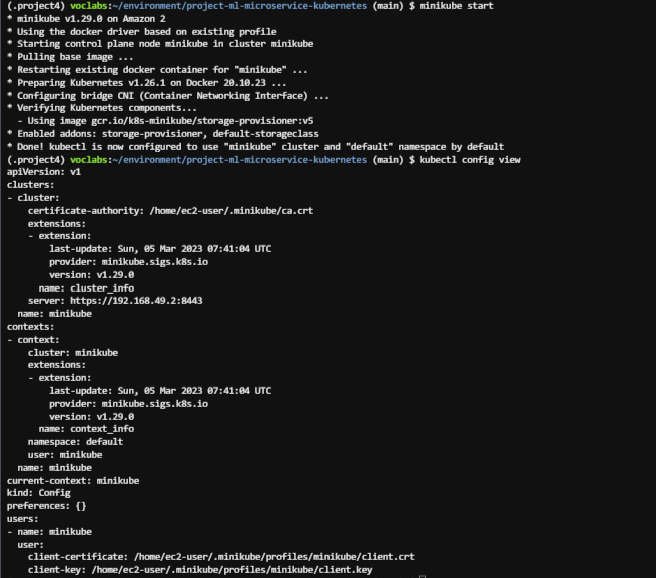 (.project4) voclabs:~/environment/project-ml-microservice-kubernetes (main) $ minikube start
* minikube v1.29.0 on Amazon 2
* Using the docker driver based on existing profile
* Starting control plane node minikube in cluster minikube
* Pulling base image ...
* Restarting existing docker container for "minikube" ...
* Preparing Kubernetes v1.26.1 on Docker 20.10.23 ...
* Configuring bridge CNI (Container Networking Interface) ...
* Verifying Kubernetes components...
  - Using image gcr.io/k8s-minikube/storage-provisioner:v5
* Enabled addons: storage-provisioner, default-storageclass
* Done! kubectl is now configured to use "minikube" cluster and "default" namespace by default
(.project4) voclabs:~/environment/project-ml-microservice-kubernetes (main) $ kubectl config view
apiVersion: v1
clusters:
- cluster:
    certificate-authority: /home/ec2-user/.minikube/ca.crt
    extensions:
    - extension:
        last-update: Sun, 05 Mar 2023 07:41:04 UTC
        provider: minikube.sigs.k8s.io
        version: v1.29.0
      name: cluster_info
    server: https://192.168.49.2:8443
  name: minikube
contexts:
- context:
    cluster: minikube
    extensions:
    - extension:
        last-update: Sun, 05 Mar 2023 07:41:04 UTC
        provider: minikube.sigs.k8s.io
        version: v1.29.0
      name: context_info
    namespace: default
    user: minikube
  name: minikube
current-context: minikube
kind: Config
preferences: {}
users:
- name: minikube
  user:
    client-certificate: /home/ec2-user/.minikube/profiles/minikube/client.crt
    client-key: /home/ec2-user/.minikube/profiles/minikube/client.key